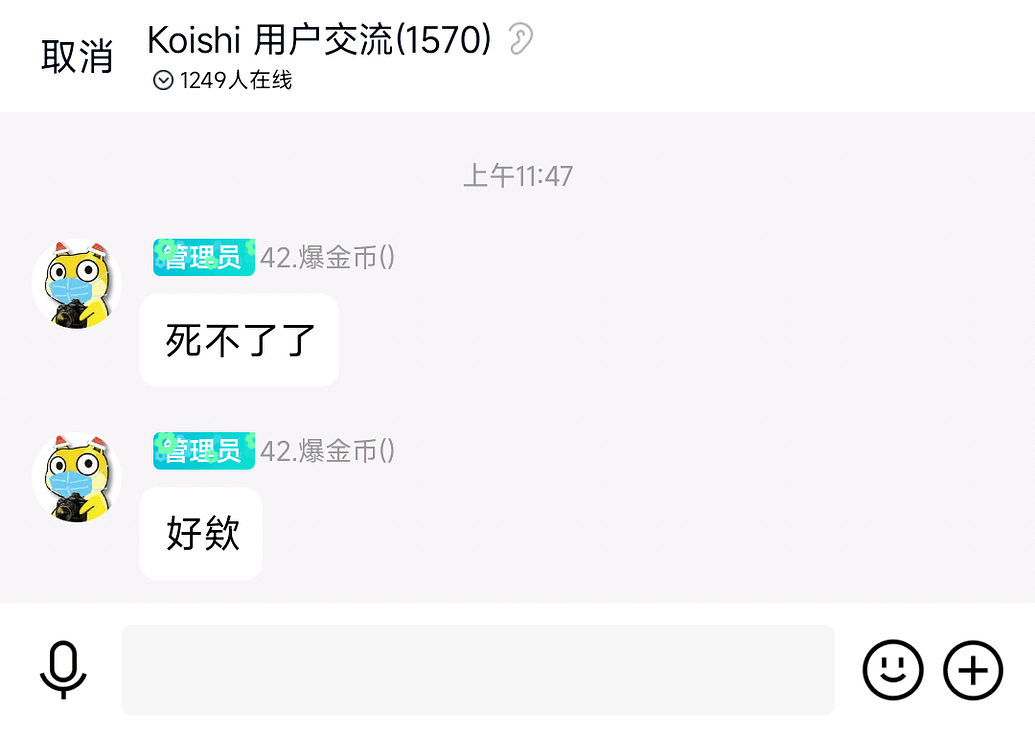 取消
Koishi 用户交流(1570)
1249人在线
上午11:47
管理员 42.爆金币()
死不了了
管理员 42.爆金币()
好欸